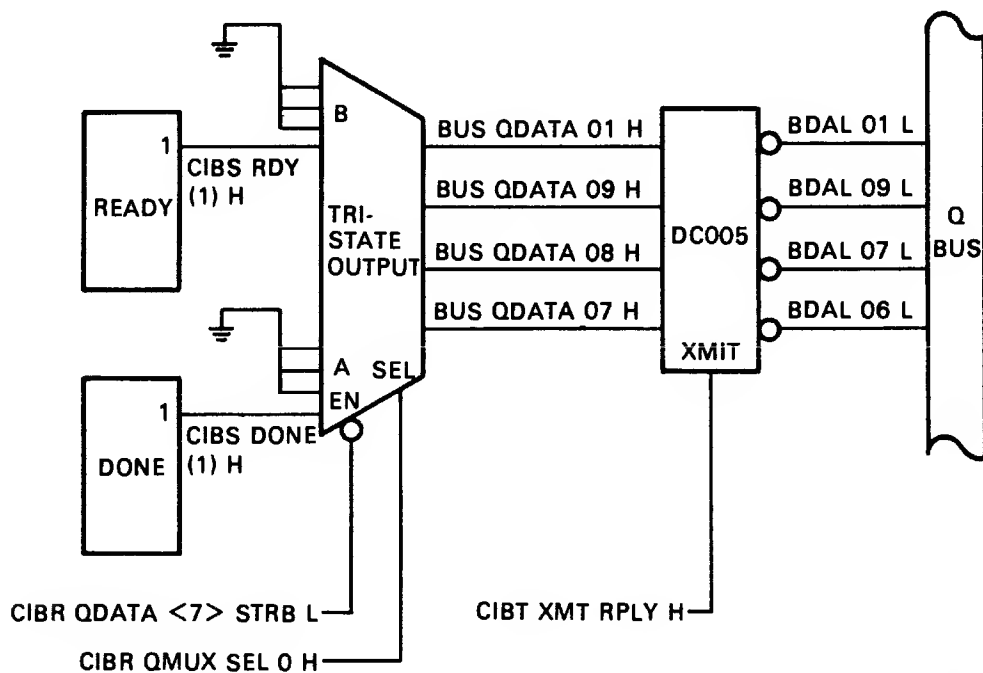 B
BUS QDATA 01 H
BDAL 01 L
1
CIBS RDY
(1) H
READY
BUS QDATA 09 H
BDAL 09 L
TRI-
STATE
OUTPUT
DC005
Q
BUS
BUS QDATA 08 H
BDAL 07 L
BUS QDATA 07 H
BDAL 06 L
XMiT
A
SEL
EN
1
CIBS DONE
(1) H
DONE
CIBR QDATA <7> STRB L
CIBT XMT RPLY H
CIBR QMUX SEL 0 H